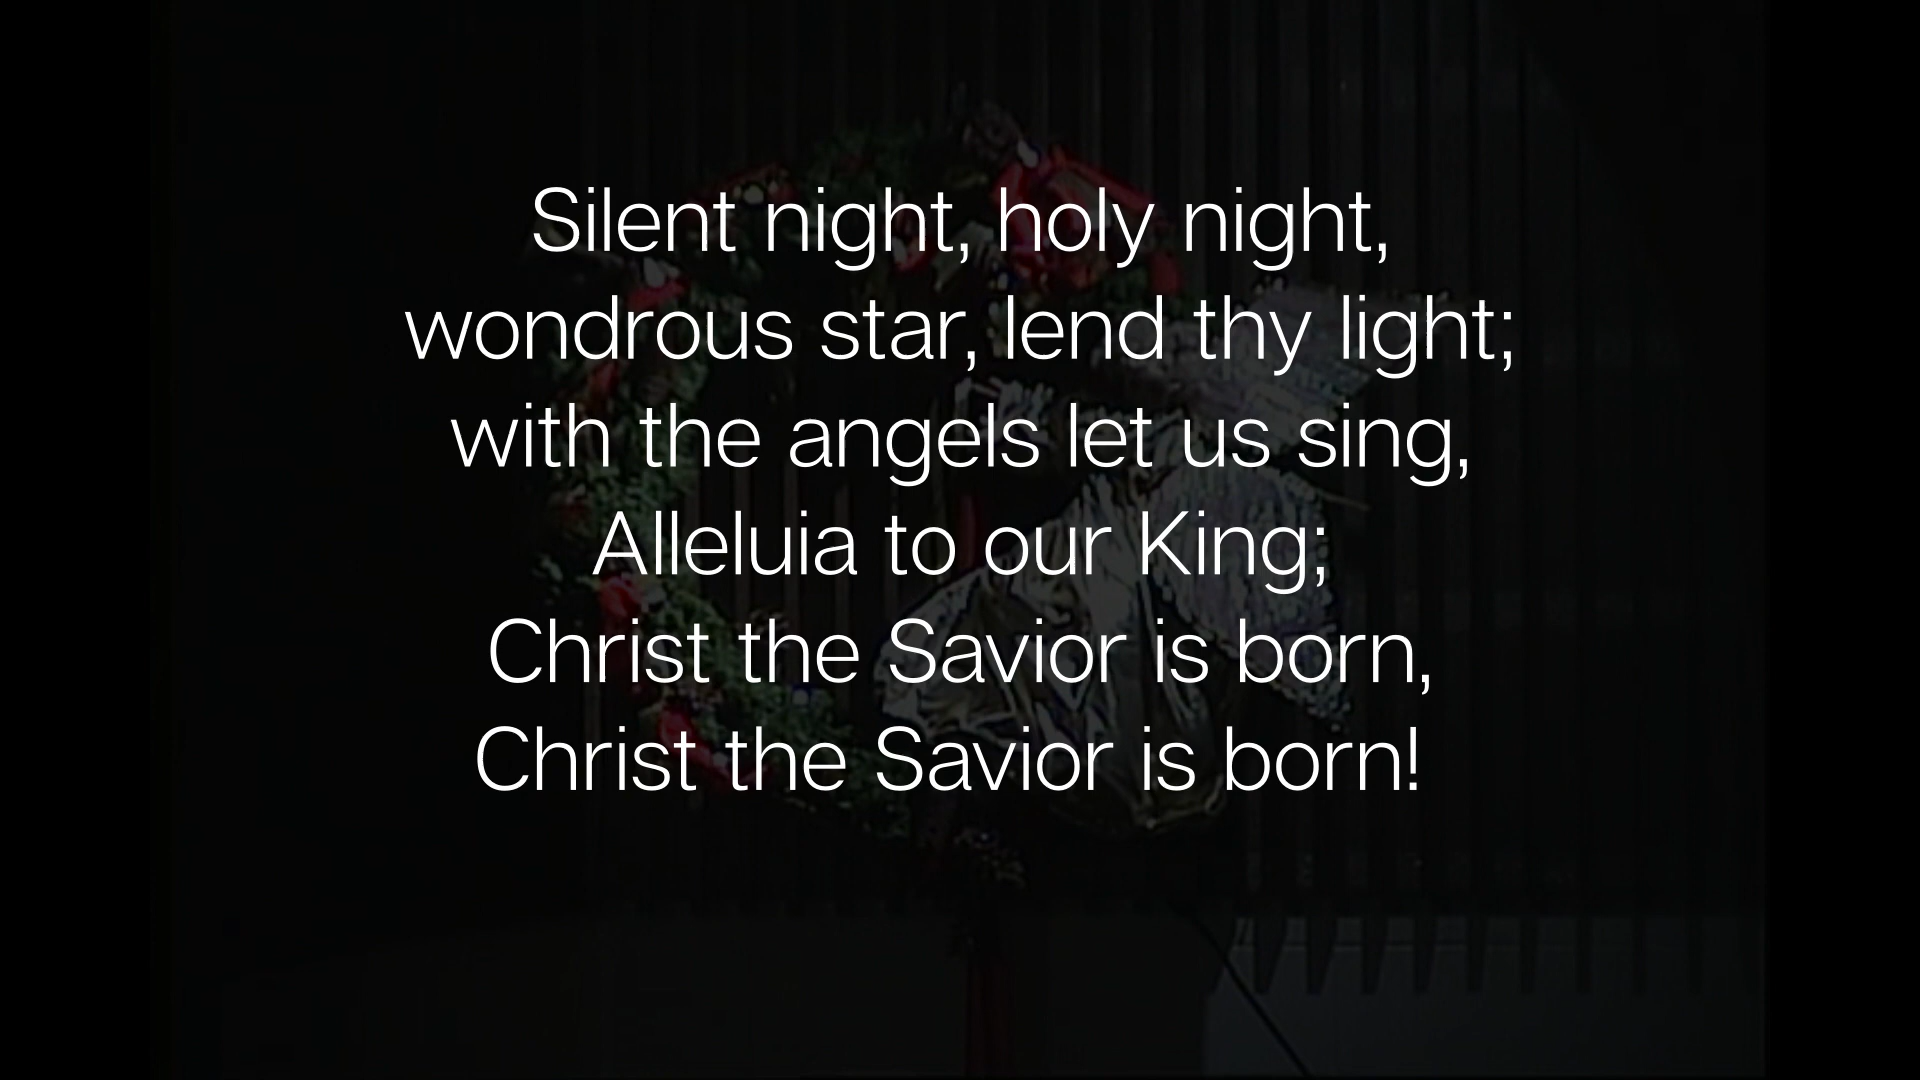 Silent night, holy night,
wondrous star, lend thy light;
with the angels let us sing,
Alleluia to our King;
Christ the Savior is born,
Christ the Savior is born!